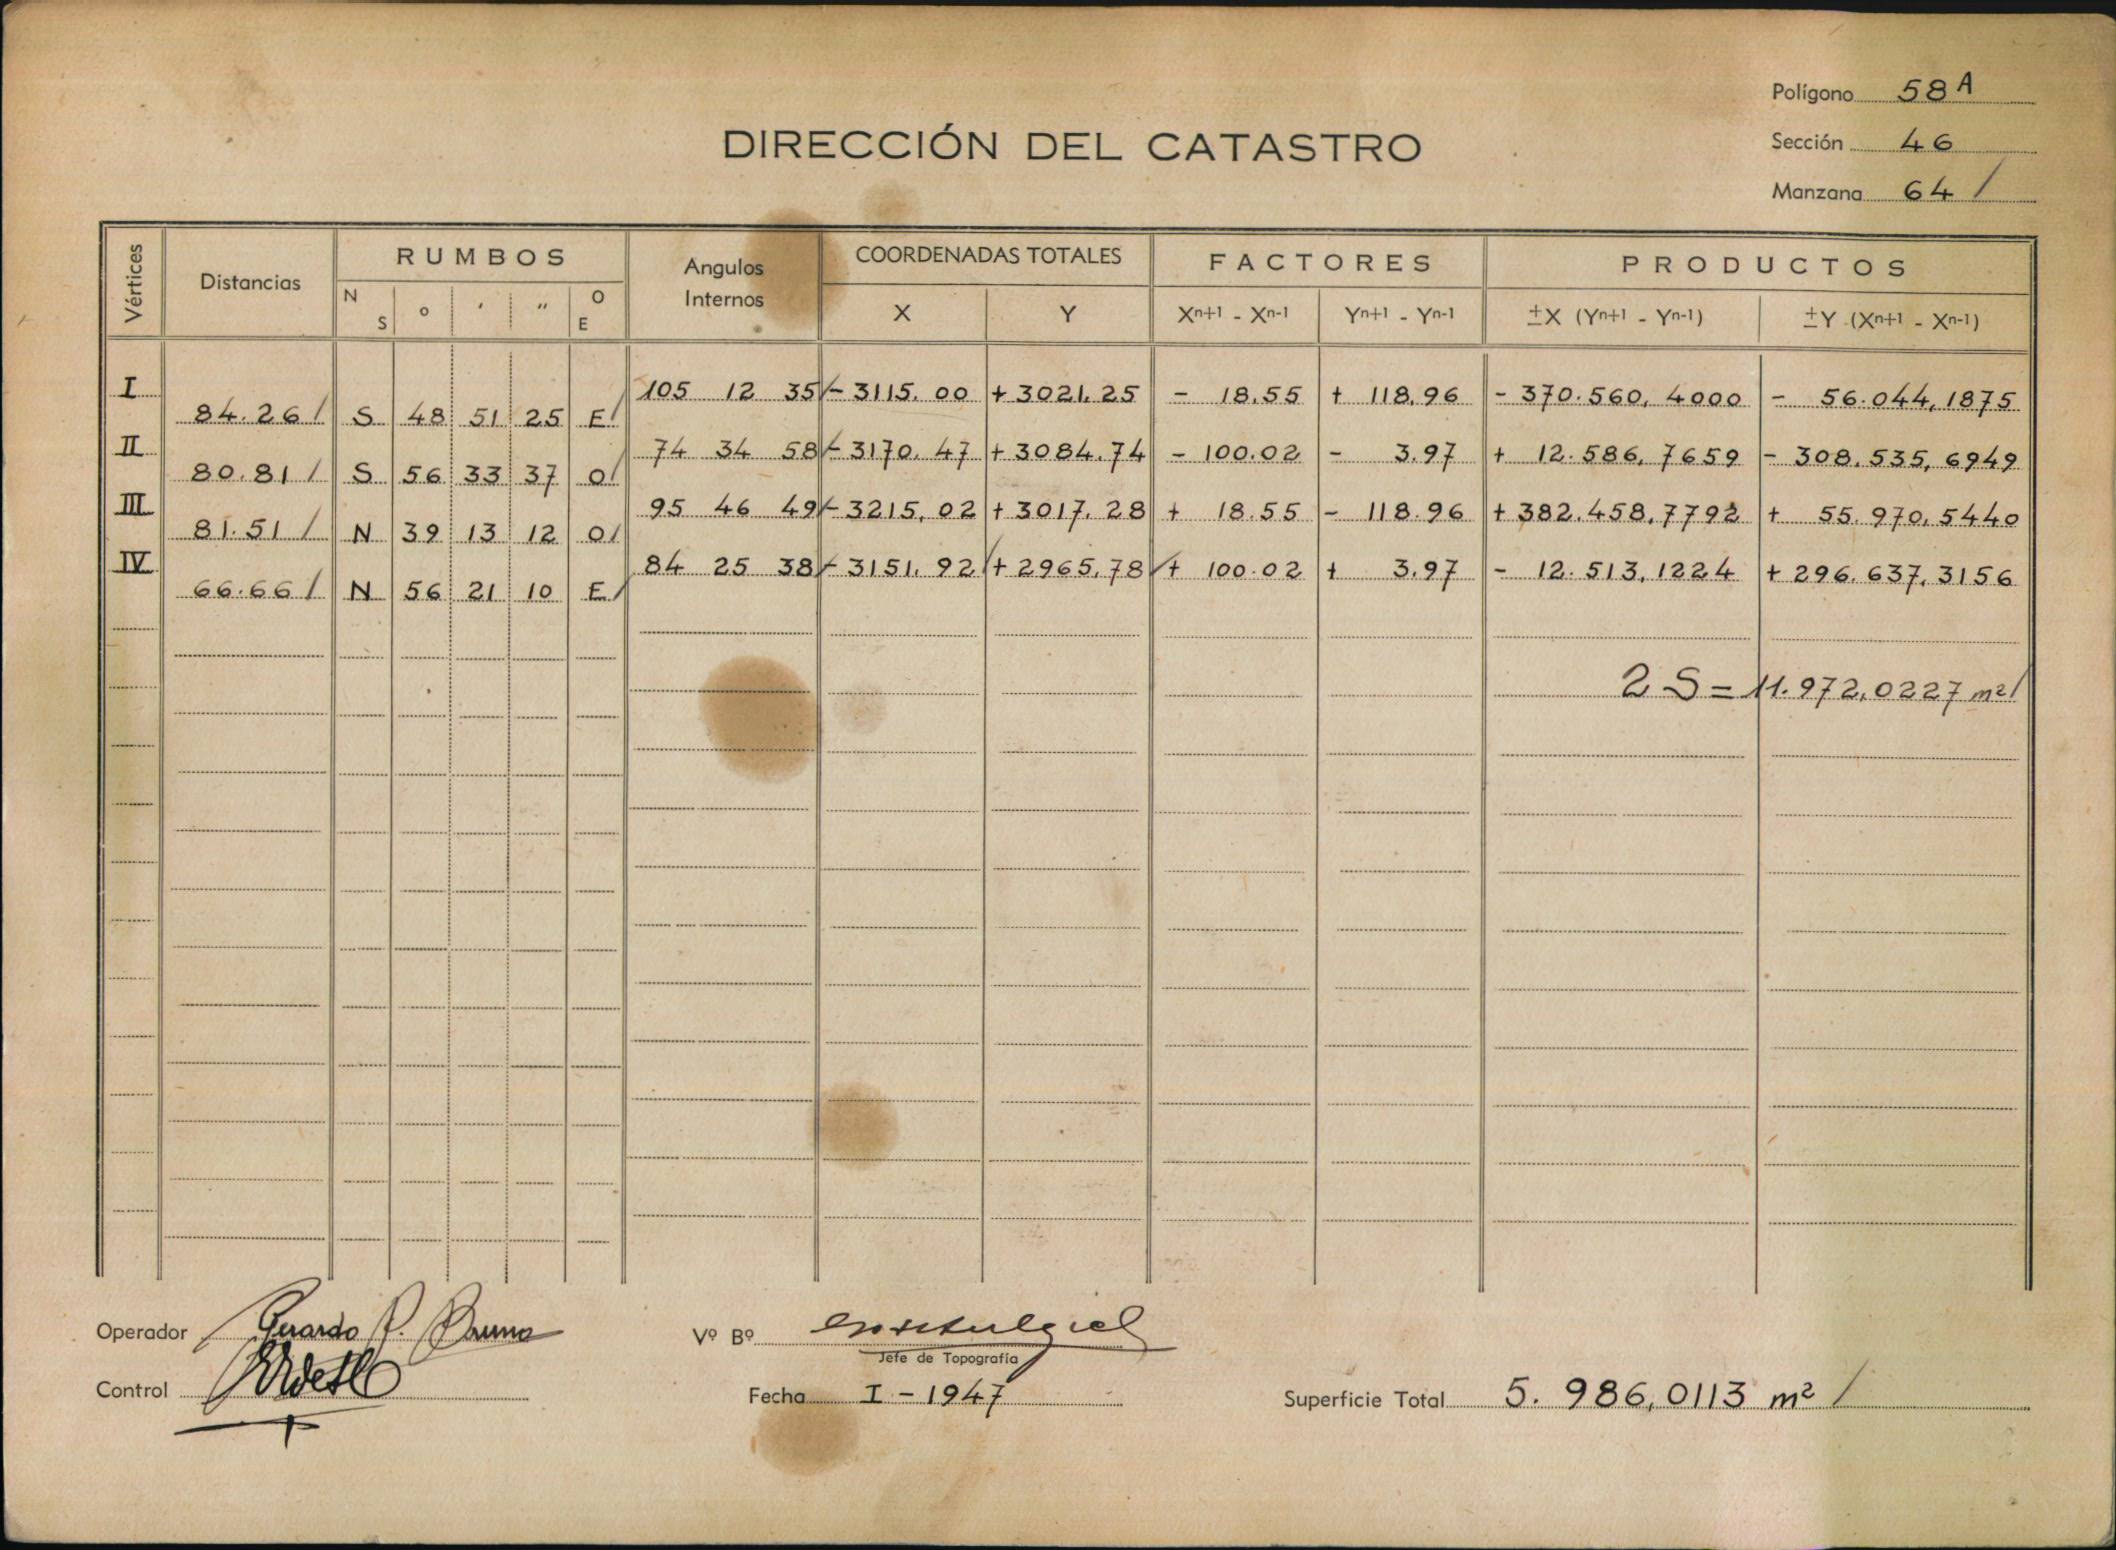 Polígono 58 A
DIRECCIÓN DEL CATASTRO
Sección 46
Manzana 64 /
Vértices Distancias RUMBOS Angulos Internos COORDENADAS TOTALES FACTORES PRODUCTOS
N S ° ' " O E X Y Xn+1 - Xn-1 Yn+1 - Yn-1 ±X (Yn+1 - Yn-1) ±Y (Xn+1 - Xn-1)
I 105 12 35 - 3115.00 + 3021.25 - 18.55 + 118.96 - 370.560,4000 - 56.044,1875
84.26 / S 48 51 25 E /
II 74 34 58 - 3170.47 + 3084.74 - 100.02 - 3.97 + 12.586,7659 - 308.535,6949
80.81 / S 56 33 37 O /
III 95 46 49 - 3215,02 + 3017.28 + 18.55 - 118.96 + 382.458,7792 + 55.970,5440
81.51 / N 39 13 12 O /
IV 84 25 38 - 3151.92 / + 2965,78 / + 100.02 + 3.97 - 12.513,1224 + 296.637,3156
66.66 / N 56 21 10 E /
2 S = 11.972,0227 m² /
Operador Gerardo P. Bruno
Vº Bº
Jefe de Topografía
Control
Fecha I - 1947
Superficie Total 5.986,0113 m² /